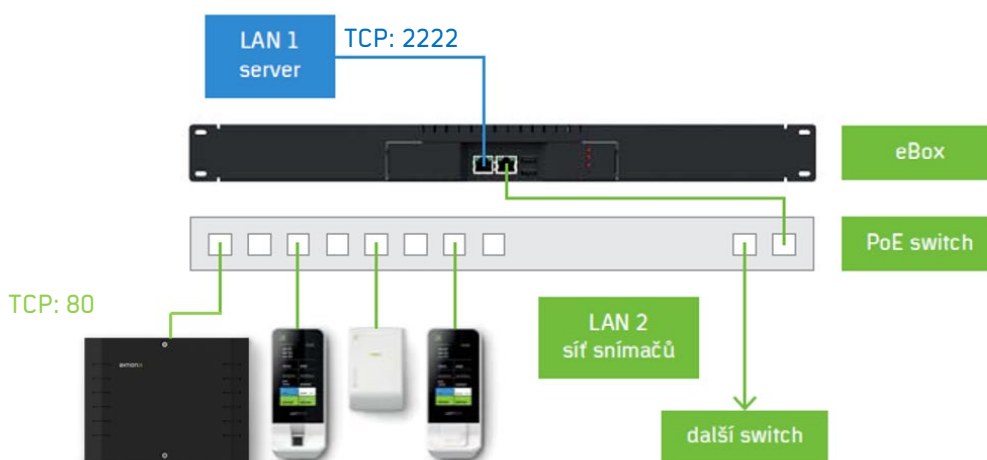 LAN 1
server
TCP: 2222
eBox
PoE switch
TCP: 80
LAN 2
síť snímačů
další switch